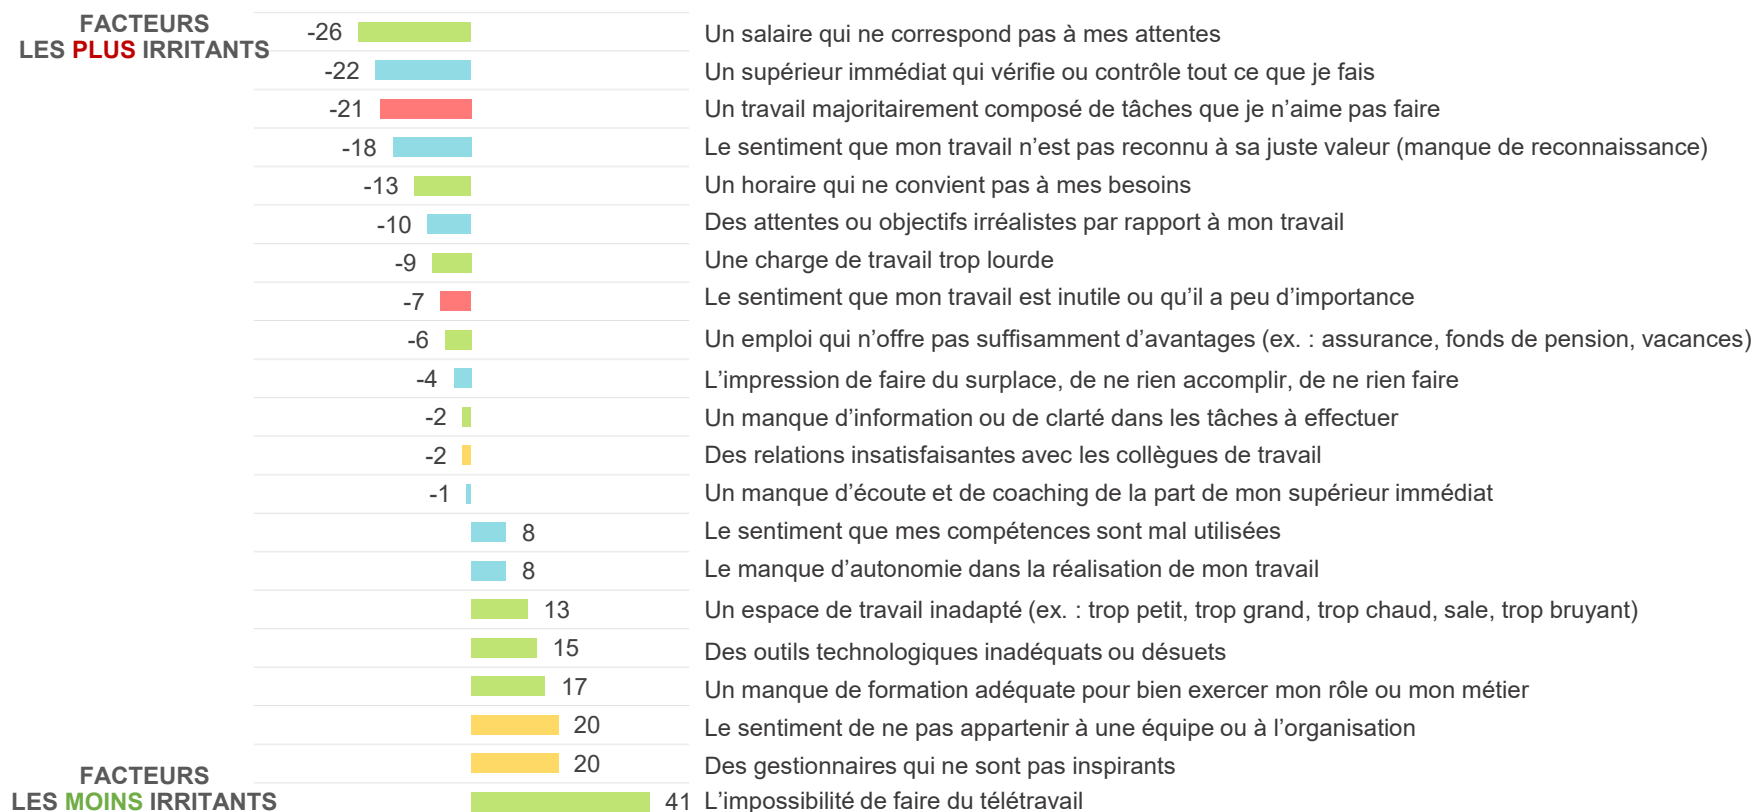 FACTEURS
LES PLUS IRRITANTS
-26 Un salaire qui ne correspond pas à mes attentes
-22 Un supérieur immédiat qui vérifie ou contrôle tout ce que je fais
-21 Un travail majoritairement composé de tâches que je n’aime pas faire
-18 Le sentiment que mon travail n’est pas reconnu à sa juste valeur (manque de reconnaissance)
-13 Un horaire qui ne convient pas à mes besoins
-10 Des attentes ou objectifs irréalistes par rapport à mon travail
-9 Une charge de travail trop lourde
-7 Le sentiment que mon travail est inutile ou qu’il a peu d’importance
-6 Un emploi qui n’offre pas suffisamment d’avantages (ex. : assurance, fonds de pension, vacances)
-4 L’impression de faire du surplace, de ne rien accomplir, de ne rien faire
-2 Un manque d’information ou de clarté dans les tâches à effectuer
-2 Des relations insatisfaisantes avec les collègues de travail
-1 Un manque d’écoute et de coaching de la part de mon supérieur immédiat
8 Le sentiment que mes compétences sont mal utilisées
8 Le manque d’autonomie dans la réalisation de mon travail
13 Un espace de travail inadapté (ex. : trop petit, trop grand, trop chaud, sale, trop bruyant)
15 Des outils technologiques inadéquats ou désuets
17 Un manque de formation adéquate pour bien exercer mon rôle ou mon métier
20 Le sentiment de ne pas appartenir à une équipe ou à l’organisation
20 Des gestionnaires qui ne sont pas inspirants
FACTEURS
LES MOINS IRRITANTS
41 L’impossibilité de faire du télétravail